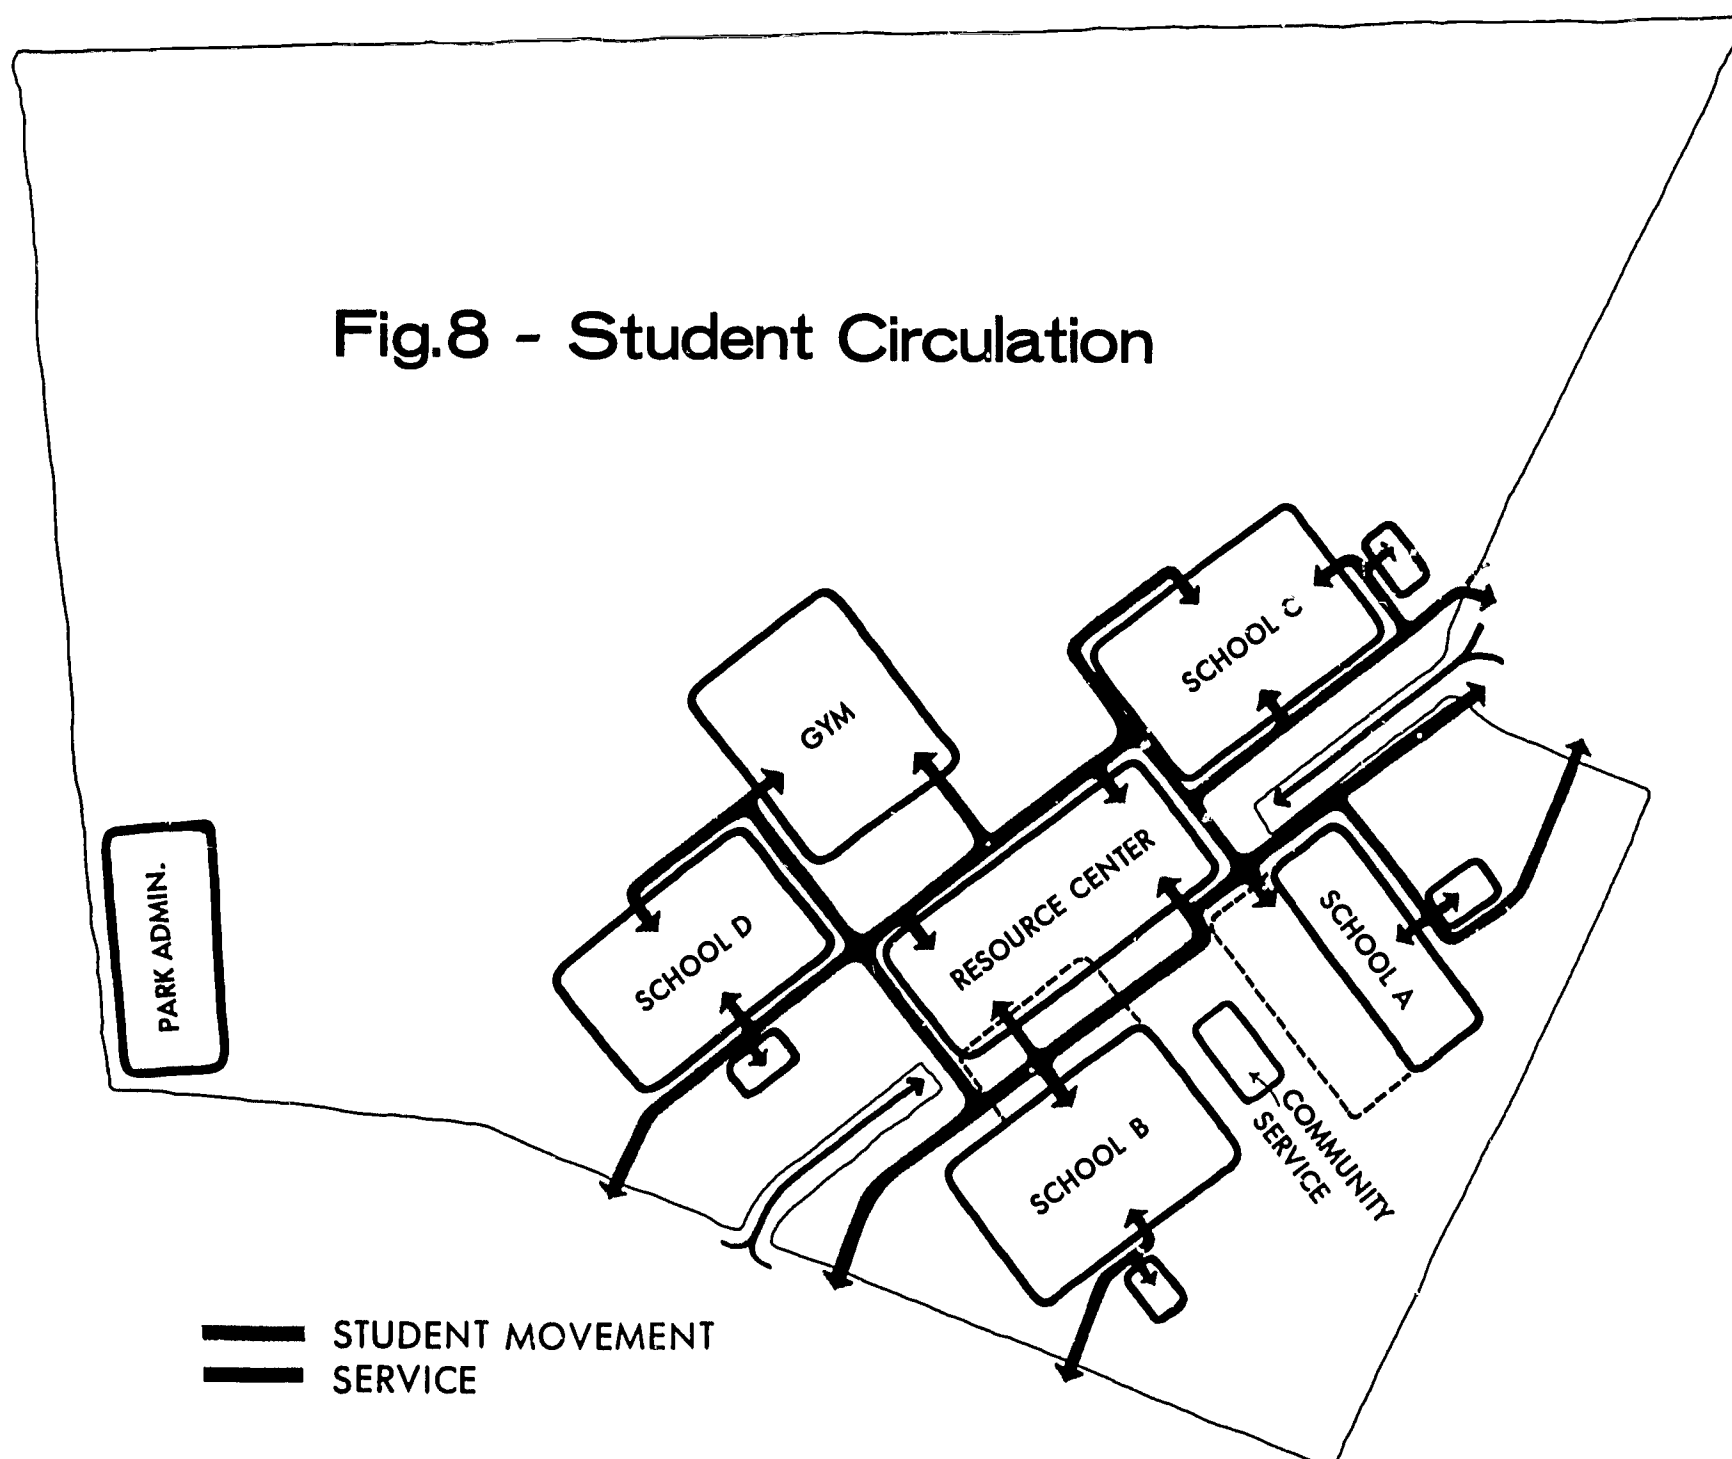 Fig.8 - Student Circulation
SCHOOL C
GYM
RESOURCE CENTER
SCHOOL D
SCHOOL A
PARK ADMIN.
SCHOOL B
COMMUNITY
SERVICE
STUDENT MOVEMENT
SERVICE